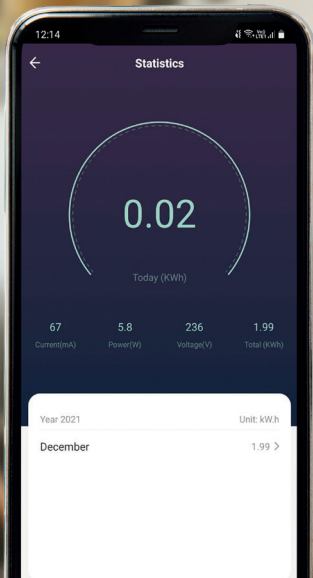 12:14
Statistics
0.02
Today (KWh)
67 5.8 236 1.99
Current(mA) Power(W) Voltage(V) Total (KWh)
Year 2021 Unit: kW.h
December 1.99 >